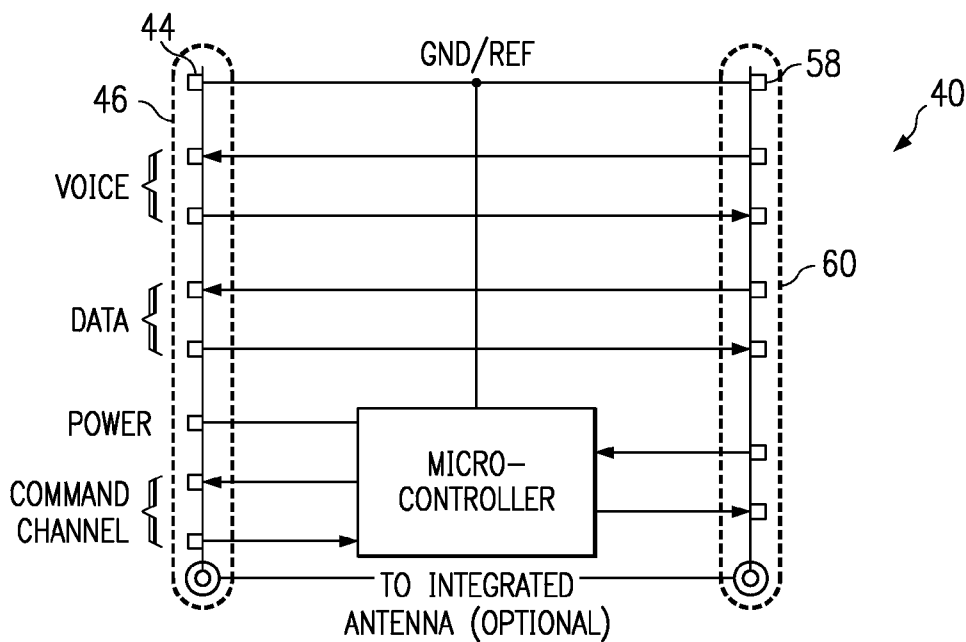 44
GND/REF
58
46
40
VOICE
60
DATA
POWER
MICRO-
CONTROLLER
COMMAND
CHANNEL
TO INTEGRATED
ANTENNA (OPTIONAL)